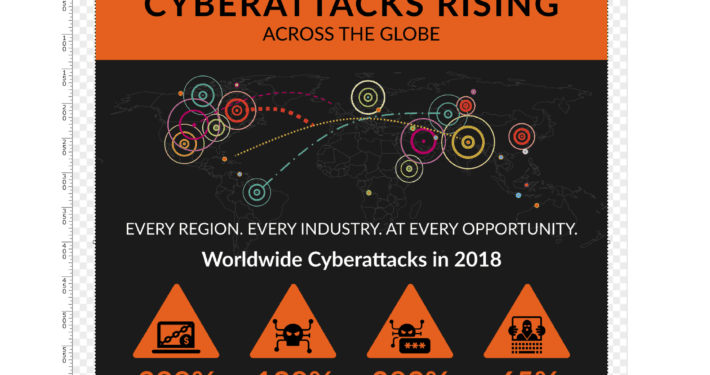 CYBERATTACKS RISING
ACROSS THE GLOBE
EVERY REGION. EVERY INDUSTRY. AT EVERY OPPORTUNITY.
Worldwide Cyberattacks in 2018
$
***